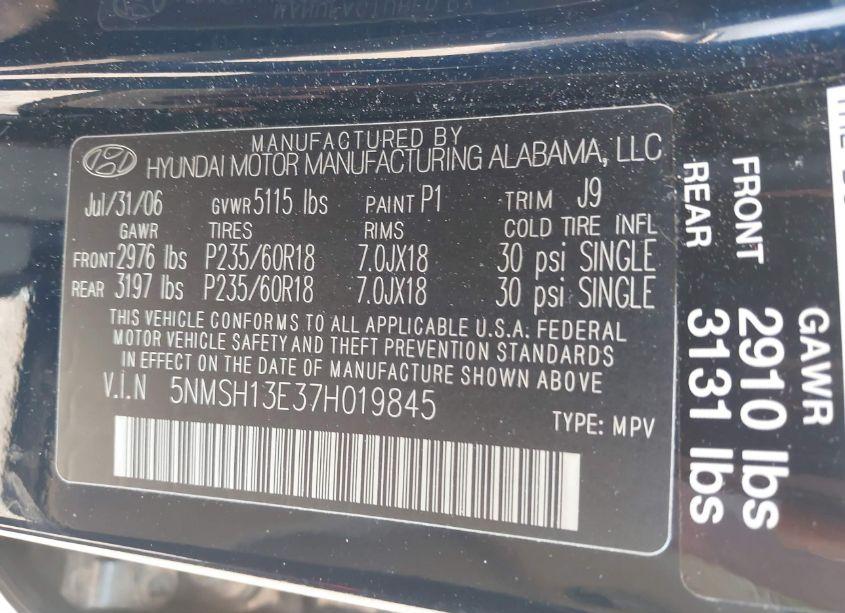 MANUFACTURED BY
HYUNDAI MOTOR MANUFACTURING ALABAMA, LLC
Jul/31/06 GVWR 5115 lbs PAINT P1 TRIM J9
GAWR TIRES RIMS COLD TIRE INFL
FRONT 2976 lbs P235/60R18 7.0JX18 30 psi SINGLE
REAR 3197 lbs P235/60R18 7.0JX18 30 psi SINGLE
THIS VEHICLE CONFORMS TO ALL APPLICABLE U.S.A. FEDERAL
MOTOR VEHICLE SAFETY AND THEFT PREVENTION STANDARDS
IN EFFECT ON THE DATE OF MANUFACTURE SHOWN ABOVE.
V.I.N 5NMSH13E37H019845
TYPE: MPV
GAWR
FRONT 2910 lbs
REAR 3131 lbs